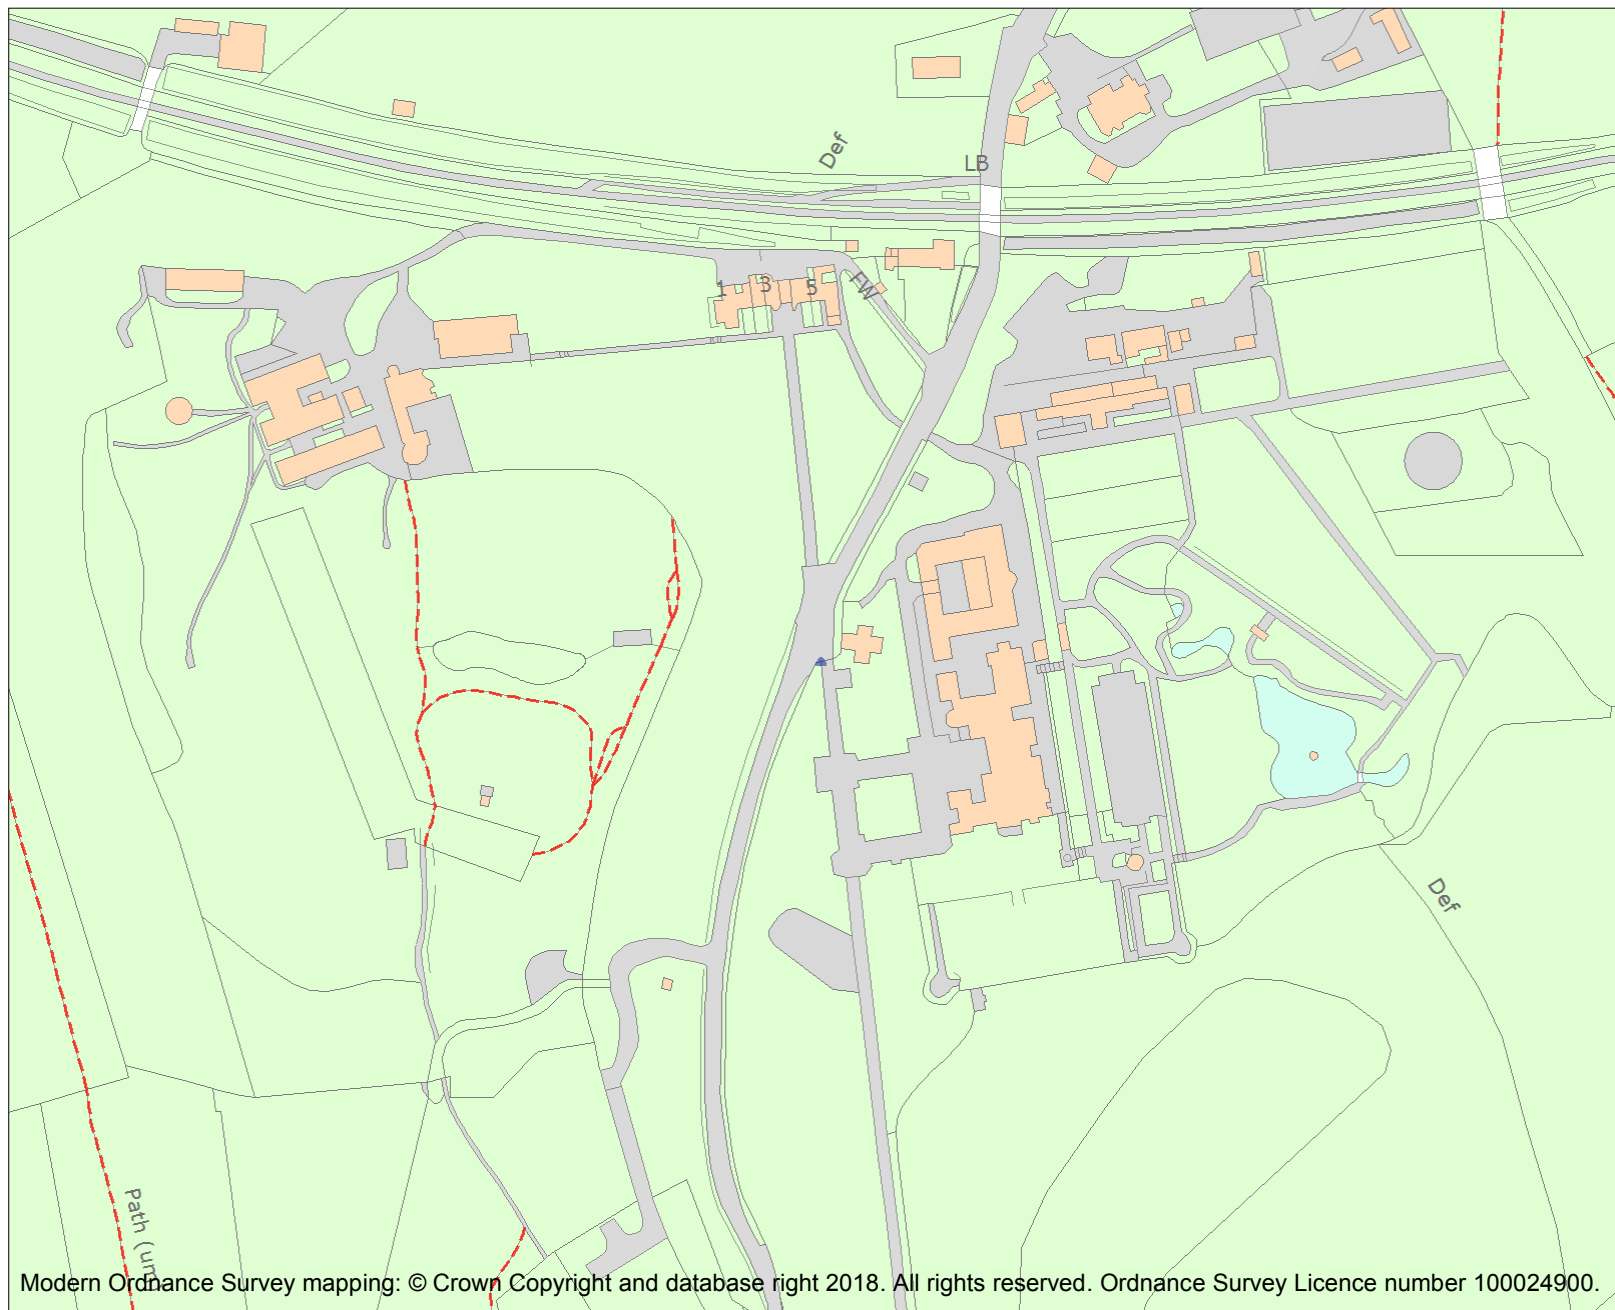 Def
LB
1
3
5
FW
Def
Path (um)
Modern Ordnance Survey mapping: © Crown Copyright and database right 2018. All rights reserved. Ordnance Survey Licence number 100024900.